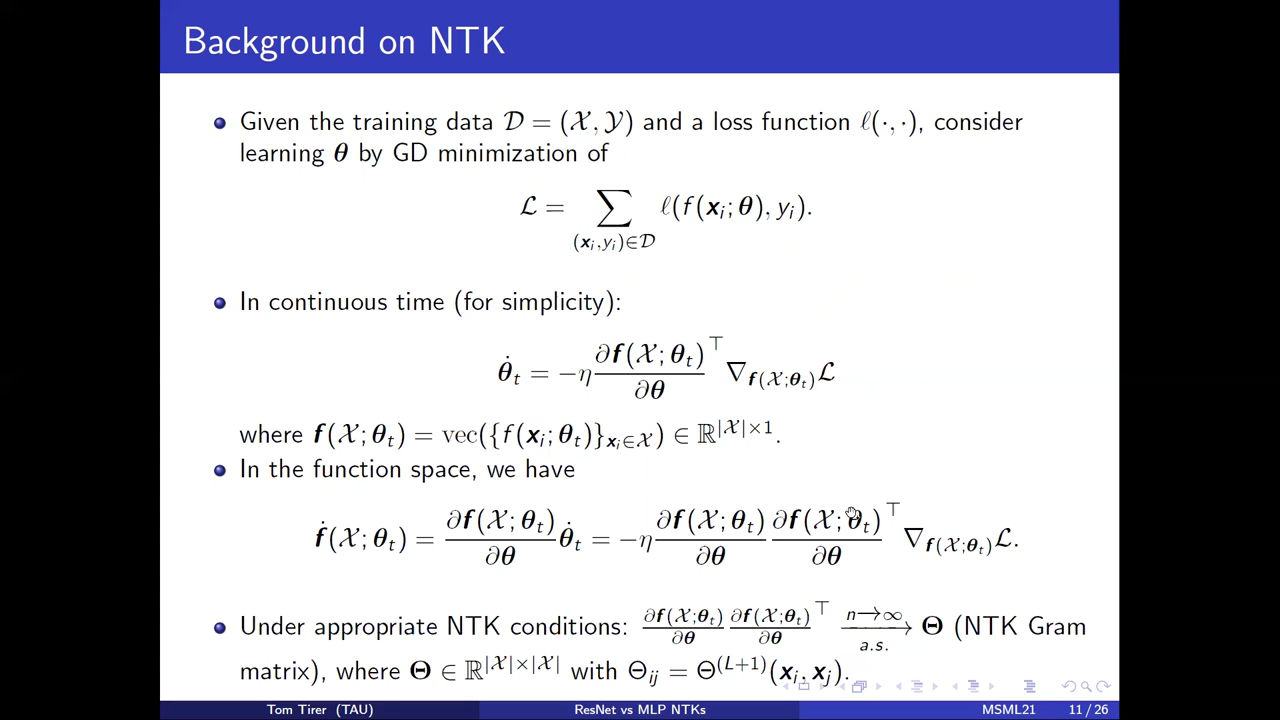 Background on NTK
Given the training data 𝒟 = (𝒳, 𝒴) and a loss function ℓ(·, ·), consider
learning θ by GD minimization of
ℒ = ∑_{(x_i,y_i)∈𝒟} ℓ(f(x_i; θ), y_i).
In continuous time (for simplicity):
θ̇_t = −η ∂f(𝒳; θ_t)/∂θ ^⊤ ∇_{f(𝒳;θ_t)} ℒ
where f(𝒳; θ_t) = vec({f(x_i; θ_t)}_{x_i∈𝒳}) ∈ ℝ^{|𝒳|×1}.
In the function space, we have
ḟ(𝒳; θ_t) = ∂f(𝒳; θ_t)/∂θ θ̇_t = −η ∂f(𝒳; θ_t)/∂θ ∂f(𝒳; θ_t)/∂θ ^⊤ ∇_{f(𝒳;θ_t)} ℒ.
Under appropriate NTK conditions: ∂f(𝒳;θ_t)/∂θ ∂f(𝒳;θ_t)/∂θ ^⊤ n→∞ a.s. → Θ (NTK Gram
matrix), where Θ ∈ ℝ^{|𝒳|×|𝒳|} with Θ_{ij} = Θ^{(L+1)}(x_i, x_j).
Tom Tirer (TAU) ResNet vs MLP NTKs MSML21 11 / 26